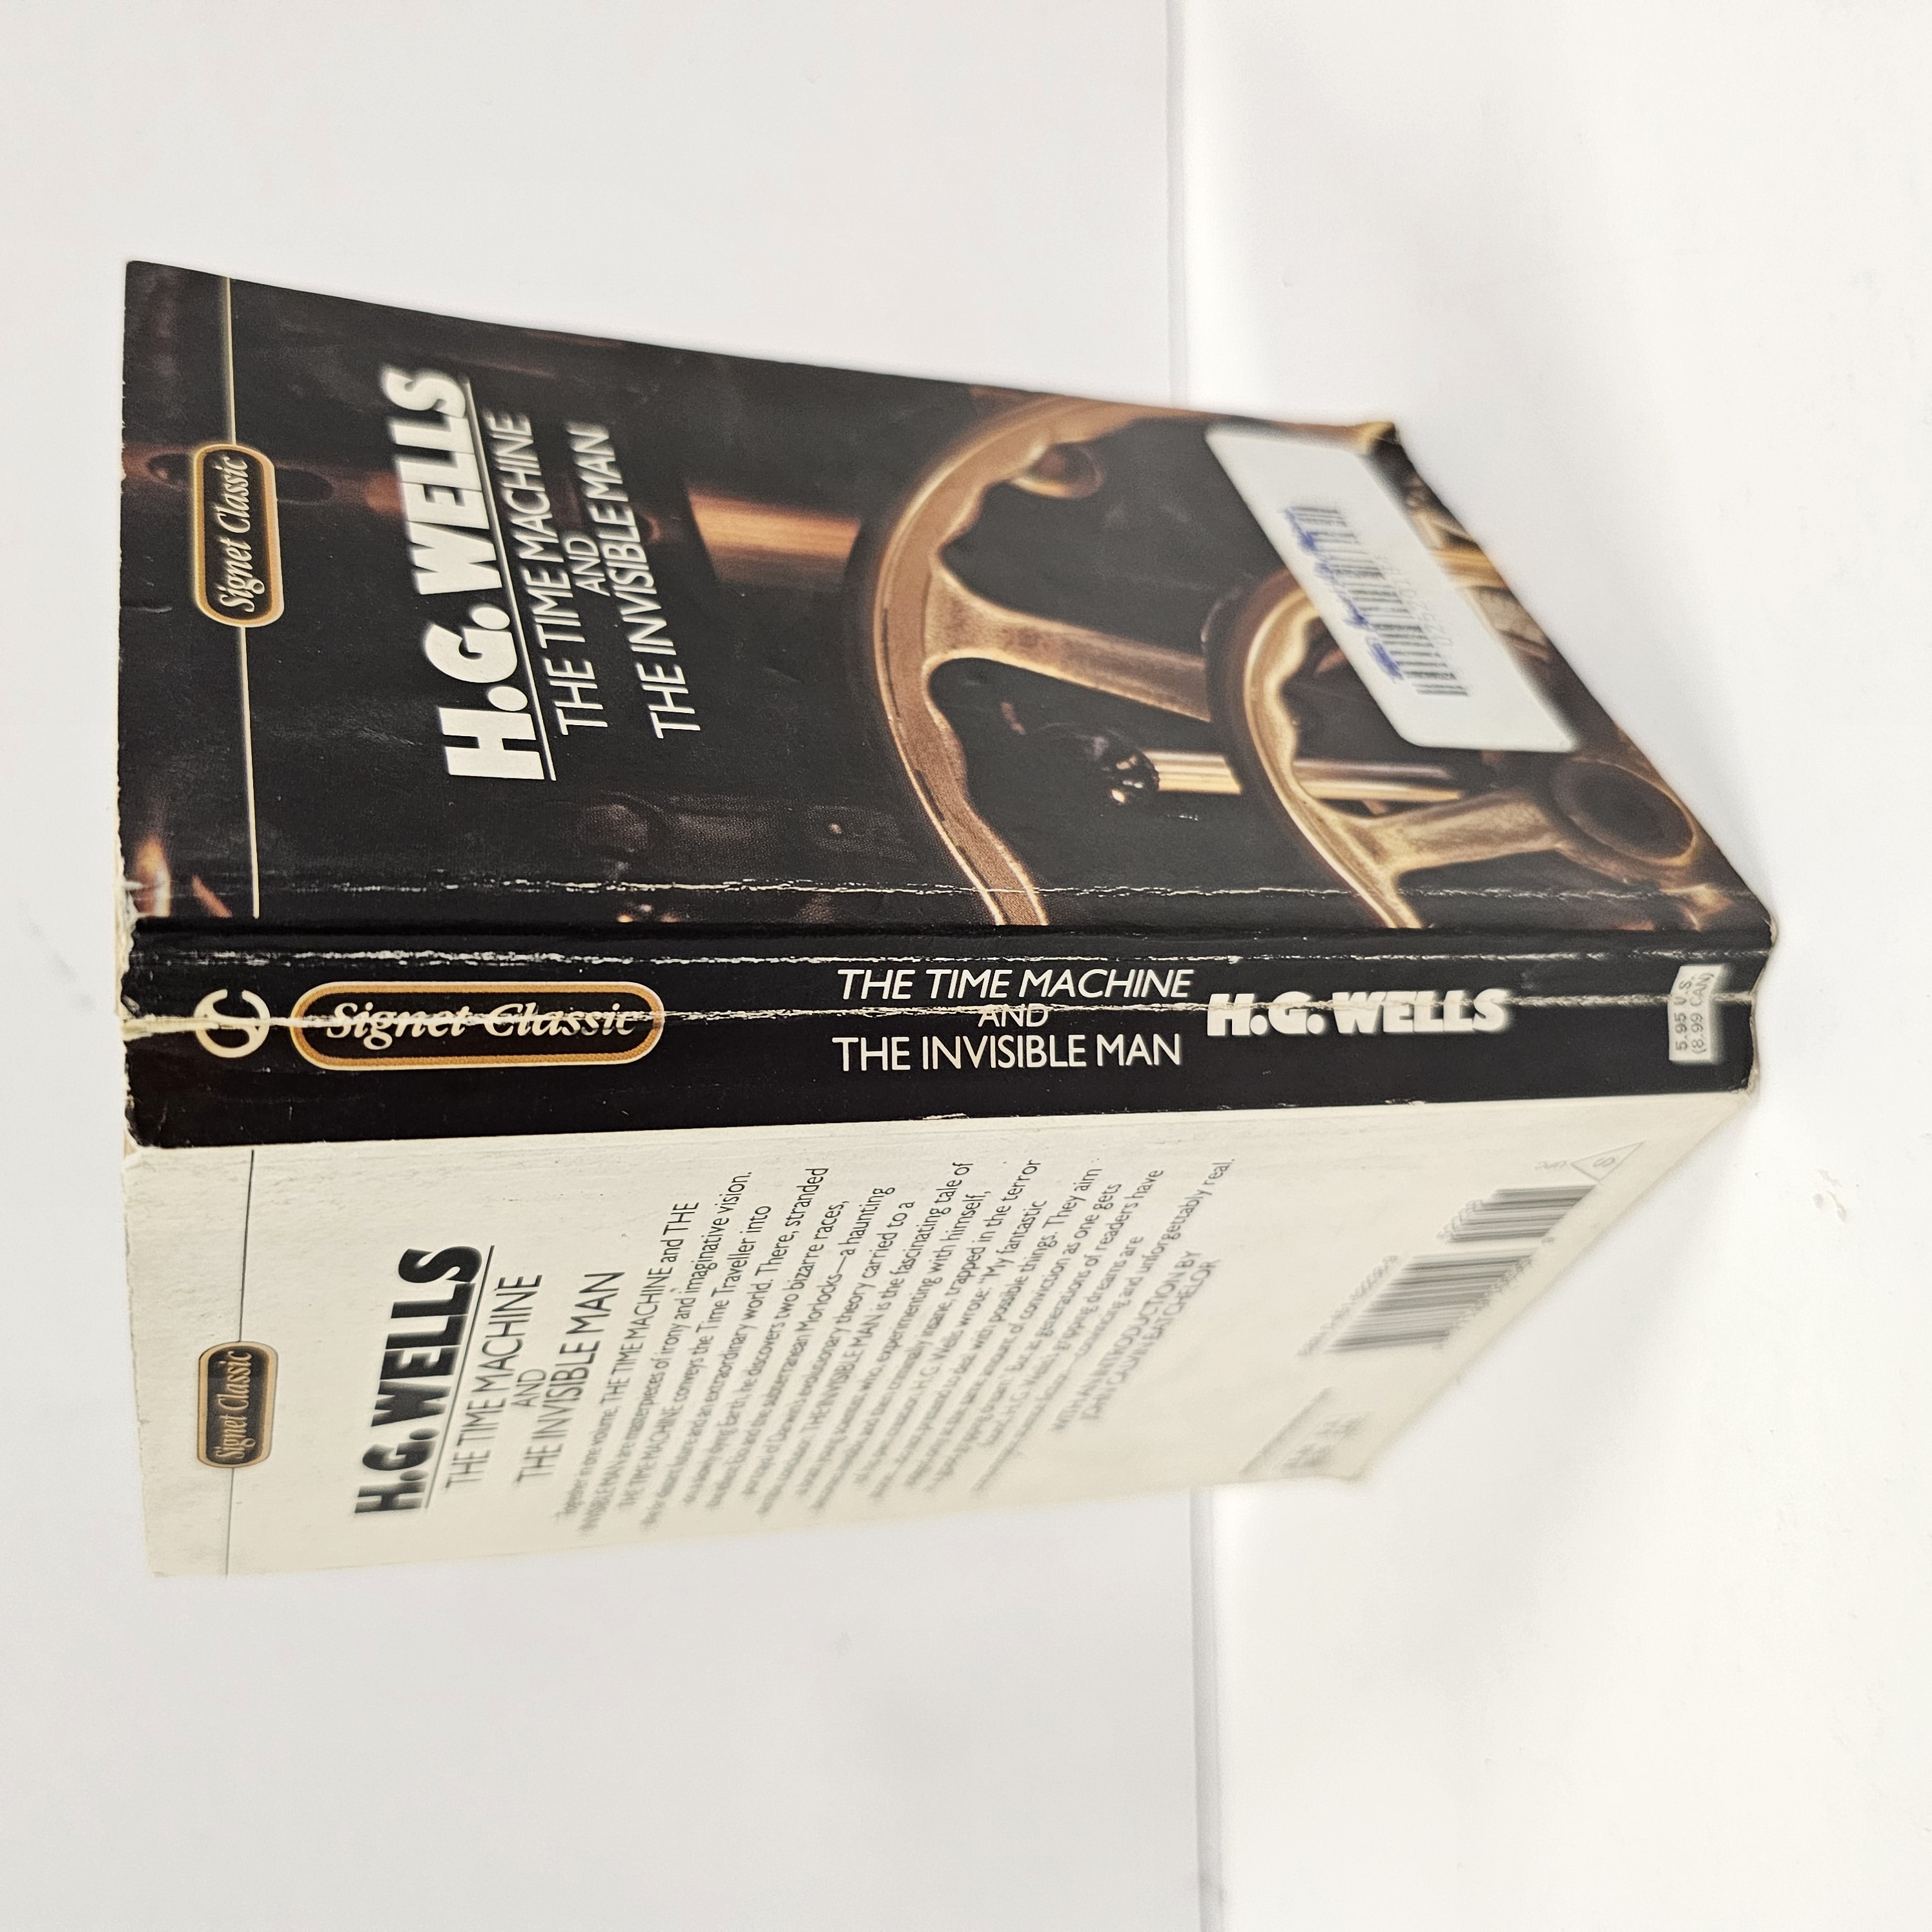 Signet Classic
H.G. WELLS
THE TIME MACHINE
AND
THE INVISIBLE MAN
Together in one volume, THE TIME MACHINE and THE
INVISIBLE MAN are masterpieces of irony and imaginative vision.
THE TIME MACHINE conveys the Time Traveller into
the distant future and an extraordinary world. There, stranded
on a slowly dying Earth, he discovers two bizarre races,
the effete Eloi and the subterranean Morlocks—a haunting
portrayal of Darwin's evolutionary theory carried to a
terrible conclusion. THE INVISIBLE MAN is the fascinating tale of
a brash young scientist who, experimenting with himself,
becomes invisible and then criminally insane, trapped in the terror
of his own creation. H.G. Wells wrote: "My fantastic
do not pretend to deal with possible things. They aim
only at the same amount of conviction as one gets
in a good gripping dream." But as generations of readers have
found, H.G. Wells's gripping dreams are
science fiction—convincing and unforgettably real.
WITH AN INTRODUCTION BY
JOHN CALVIN BATCHELOR
UPC
Signet Classic
THE TIME MACHINE
AND
THE INVISIBLE MAN
H.G. WELLS
5.95 U.S.
(8.99 CAN)
Signet Classic
H.G. WELLS
THE TIME MACHINE
AND
THE INVISIBLE MAN